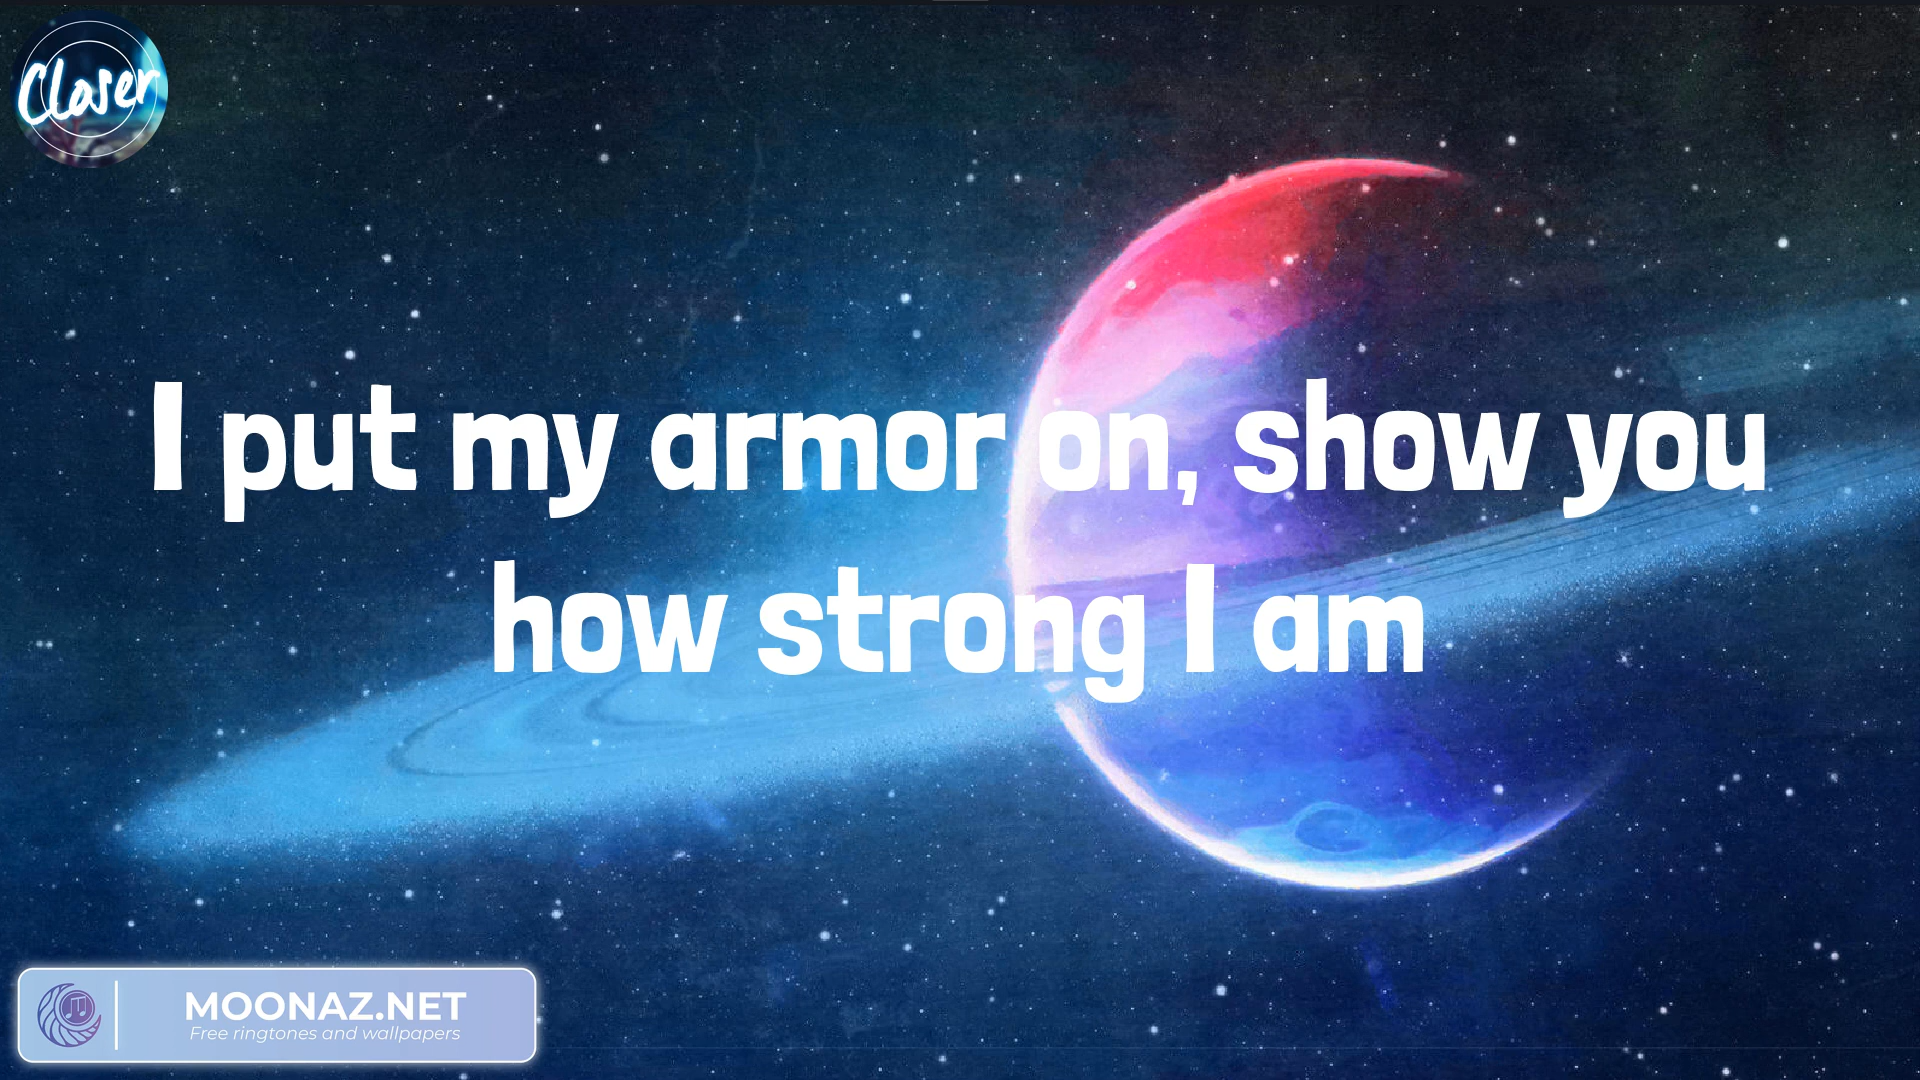 Closer
I put my armor on, show you
how strong I am
MOONAZ.NET
Free ringtones and wallpapers